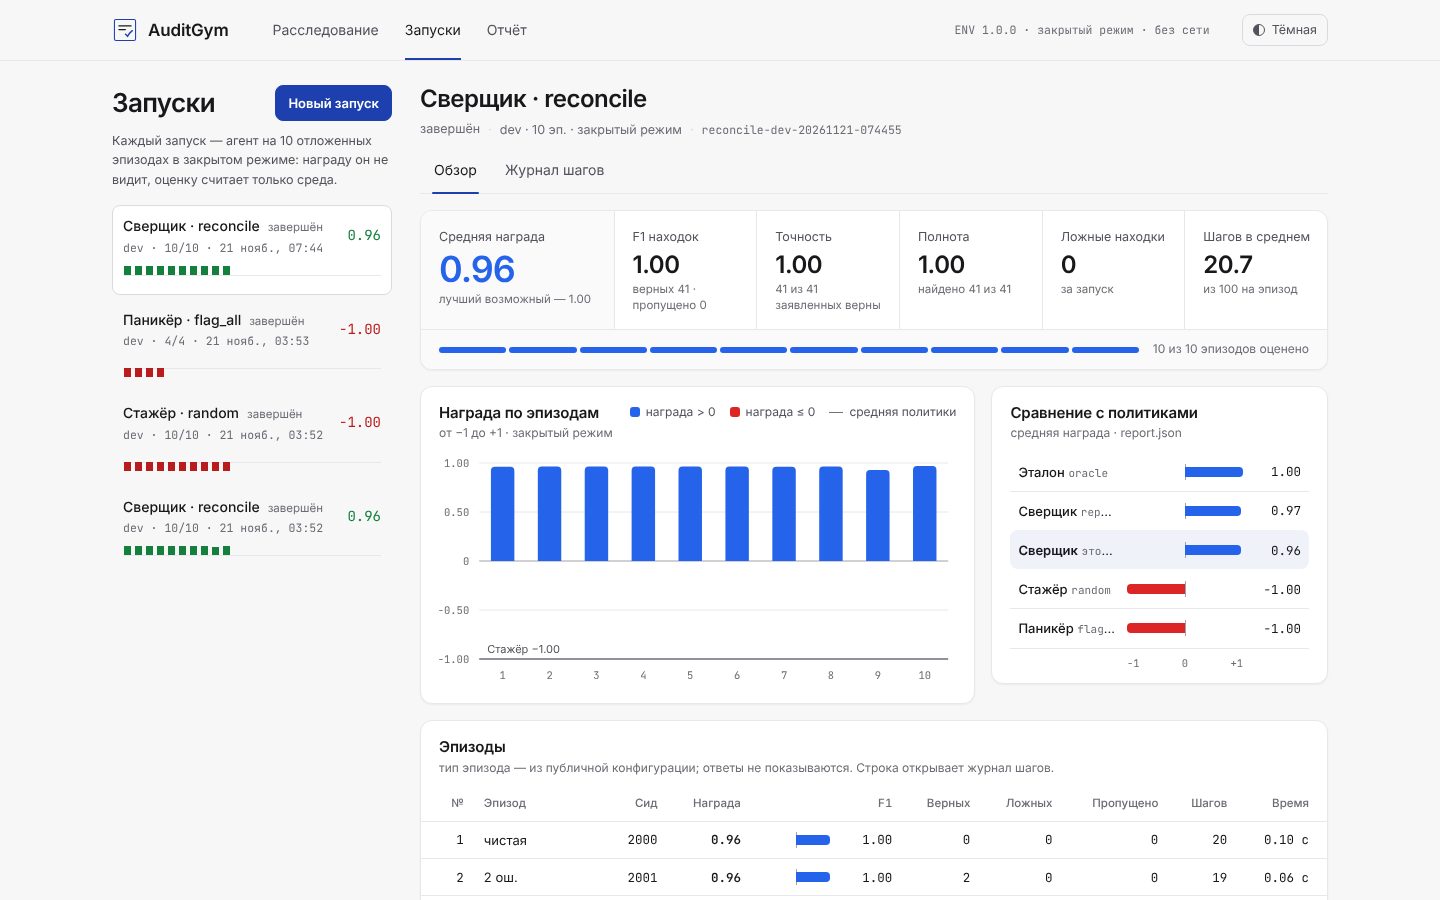 AuditGym
Расследование
Запуски
Отчёт
ENV 1.0.0 · закрытый режим · без сети
Тёмная
Запуски
Новый запуск
Каждый запуск — агент на 10 отложенных
эпизодов в закрытом режиме: награду он не
видит, оценку считает только среда.
Сверщик · reconcile завершён
0.96
dev · 10/10 · 21 нояб., 07:44
Паникёр · flag_all завершён
-1.00
dev · 4/4 · 21 нояб., 03:53
Стажёр · random завершён
-1.00
dev · 10/10 · 21 нояб., 03:52
Сверщик · reconcile завершён
0.96
dev · 10/10 · 21 нояб., 03:52
Сверщик · reconcile
завершён · dev · 10 эп. · закрытый режим · reconcile-dev-20261121-074455
Обзор
Журнал шагов
Средняя награда
0.96
лучший возможный — 1.00
F1 находок
1.00
верных 41 ·
пропущено 0
Точность
1.00
41 из 41
заявленных верны
Полнота
1.00
найдено 41 из 41
Ложные находки
0
за запуск
Шагов в среднем
20.7
из 100 на эпизод
10 из 10 эпизодов оценено
Награда по эпизодам
награда > 0
награда ≤ 0
средняя политики
от −1 до +1 · закрытый режим
1.00
0.50
0
-0.50
-1.00
Стажёр −1.00
1 2 3 4 5 6 7 8 9 10
Сравнение с политиками
средняя награда · report.json
Эталон oracle 1.00
Сверщик rep… 0.97
Сверщик это… 0.96
Стажёр random -1.00
Паникёр flag… -1.00
-1 0 +1
Эпизоды
тип эпизода — из публичной конфигурации; ответы не показываются. Строка открывает журнал шагов.
№ Эпизод Сид Награда F1 Верных Ложных Пропущено Шагов Время
1 чистая 2000 0.96 1.00 0 0 0 20 0.10 с
2 2 ош. 2001 0.96 1.00 2 0 0 19 0.06 с